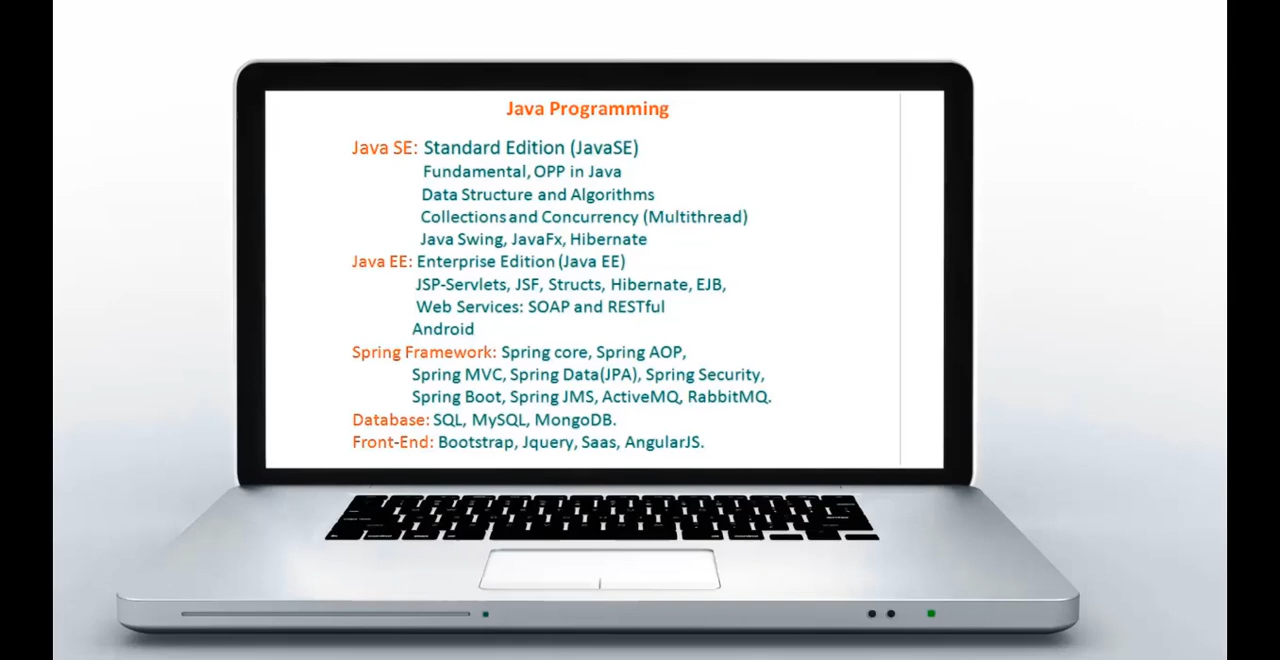 Java Programming
Java SE: Standard Edition (JavaSE)
Fundamental, OPP in Java
Data Structure and Algorithms
Collections and Concurrency (Multithread)
Java Swing, JavaFx, Hibernate
Java EE: Enterprise Edition (Java EE)
JSP-Servlets, JSF, Structs, Hibernate, EJB,
Web Services: SOAP and RESTful
Android
Spring Framework: Spring core, Spring AOP,
Spring MVC, Spring Data(JPA), Spring Security,
Spring Boot, Spring JMS, ActiveMQ, RabbitMQ.
Database: SQL, MySQL, MongoDB.
Front-End: Bootstrap, Jquery, Saas, AngularJS.